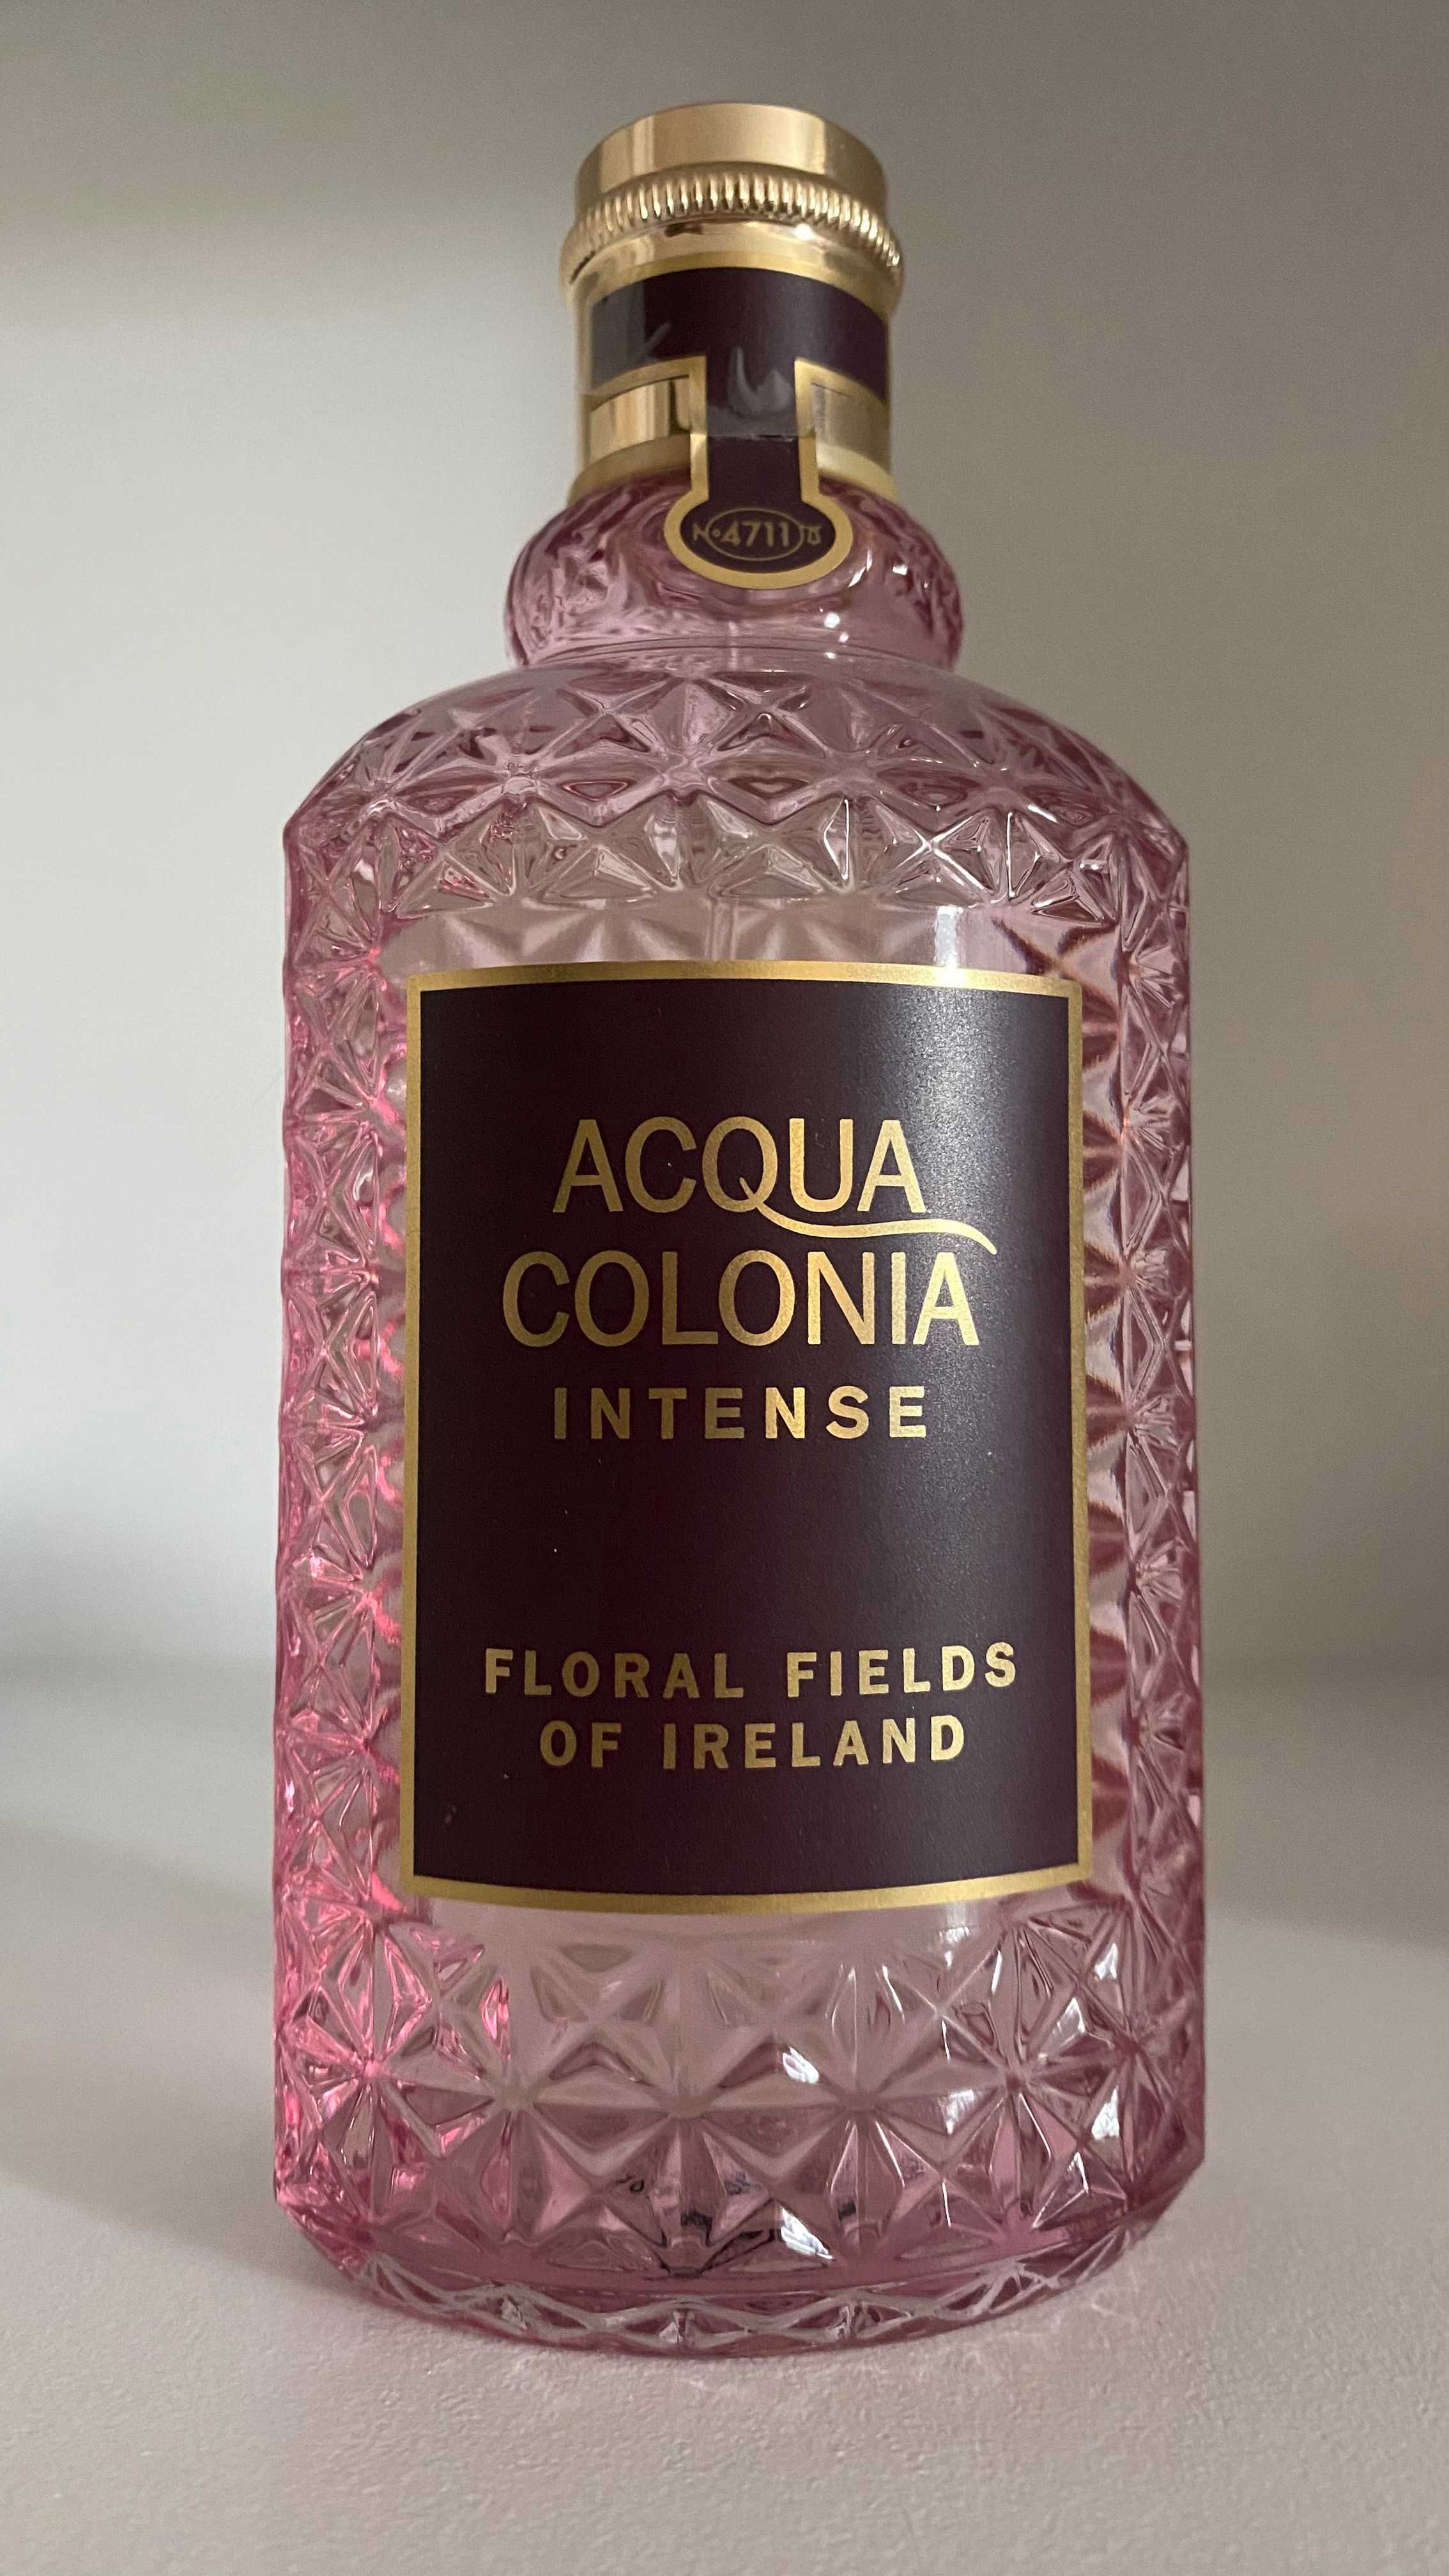 Nº4711
ACQUA
COLONIA
INTENSE
FLORAL FIELDS
OF IRELAND